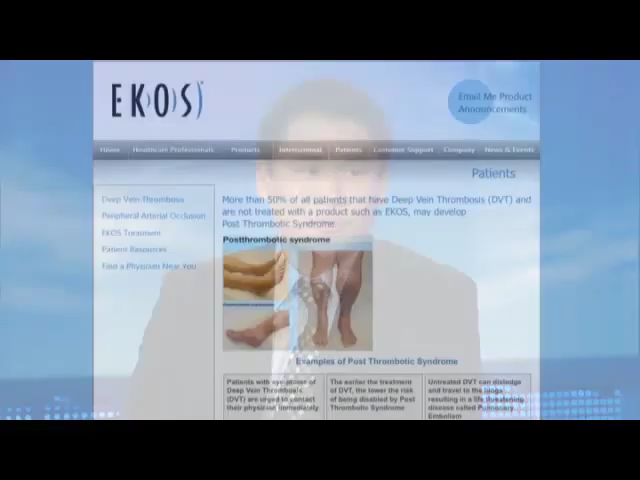 EKOS
Email Me Product
Announcements
Home Healthcare Professionals Products International Patients Customer Support Company News & Events
Patients
Deep Vein Thrombosis
Peripheral Arterial Occlusion
EKOS Treatment
Patient Resources
Find a Physician Near You
More than 50% of all patients that have Deep Vein Thrombosis (DVT) and
are not treated with a product such as EKOS, may develop
Post Thrombotic Syndrome.
Postthrombotic syndrome
Examples of Post Thrombotic Syndrome
Patients with symptoms of
Deep Vein Thrombosis
(DVT) are urged to contact
their physician immediately
The earlier the treatment
of DVT, the lower the risk
of being disabled by Post
Thrombotic Syndrome
Untreated DVT can dislodge
and travel to the lungs
resulting in a life threatening
disease called Pulmonary
Embolism